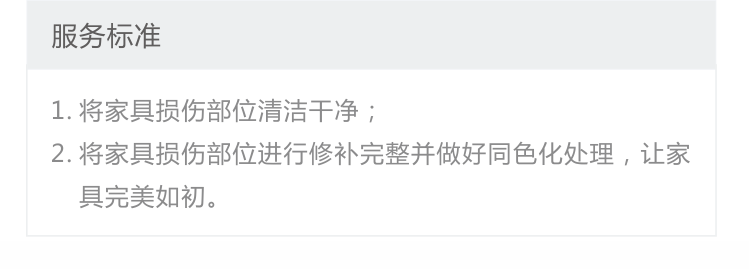 服务标准
1. 将家具损伤部位清洁干净；
2. 将家具损伤部位进行修补完整并做好同色化处理，让家
具完美如初。